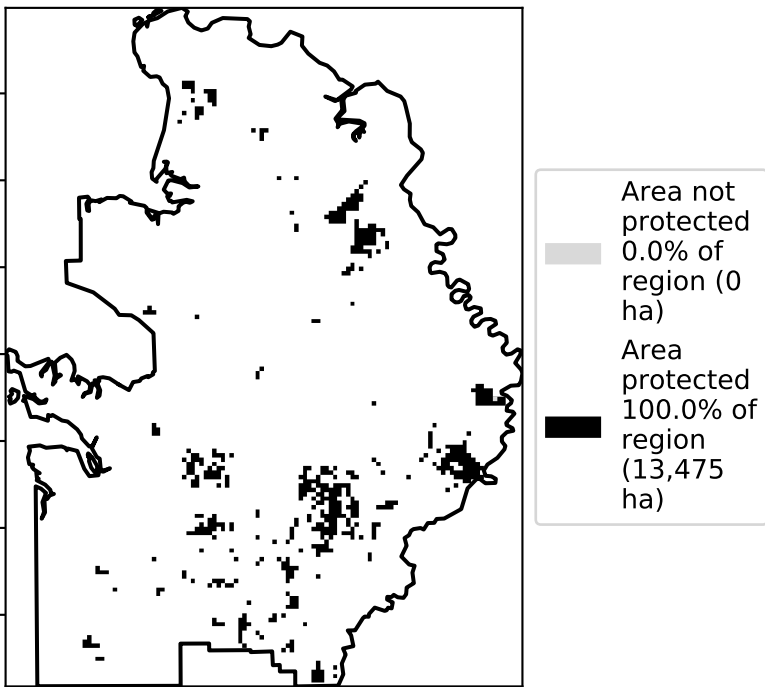 Area not
protected
0.0% of
region (0
ha)
Area
protected
100.0% of
region
(13,475
ha)